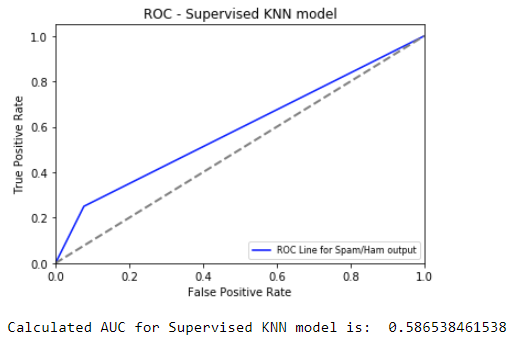 ROC - Supervised KNN model
1.0
0.8
0.6
0.4
0.2
0.0
True Positive Rate
ROC Line for Spam/Ham output
0.0 0.2 0.4 0.6 0.8 1.0
False Positive Rate
Calculated AUC for Supervised KNN model is: 0.586538461538